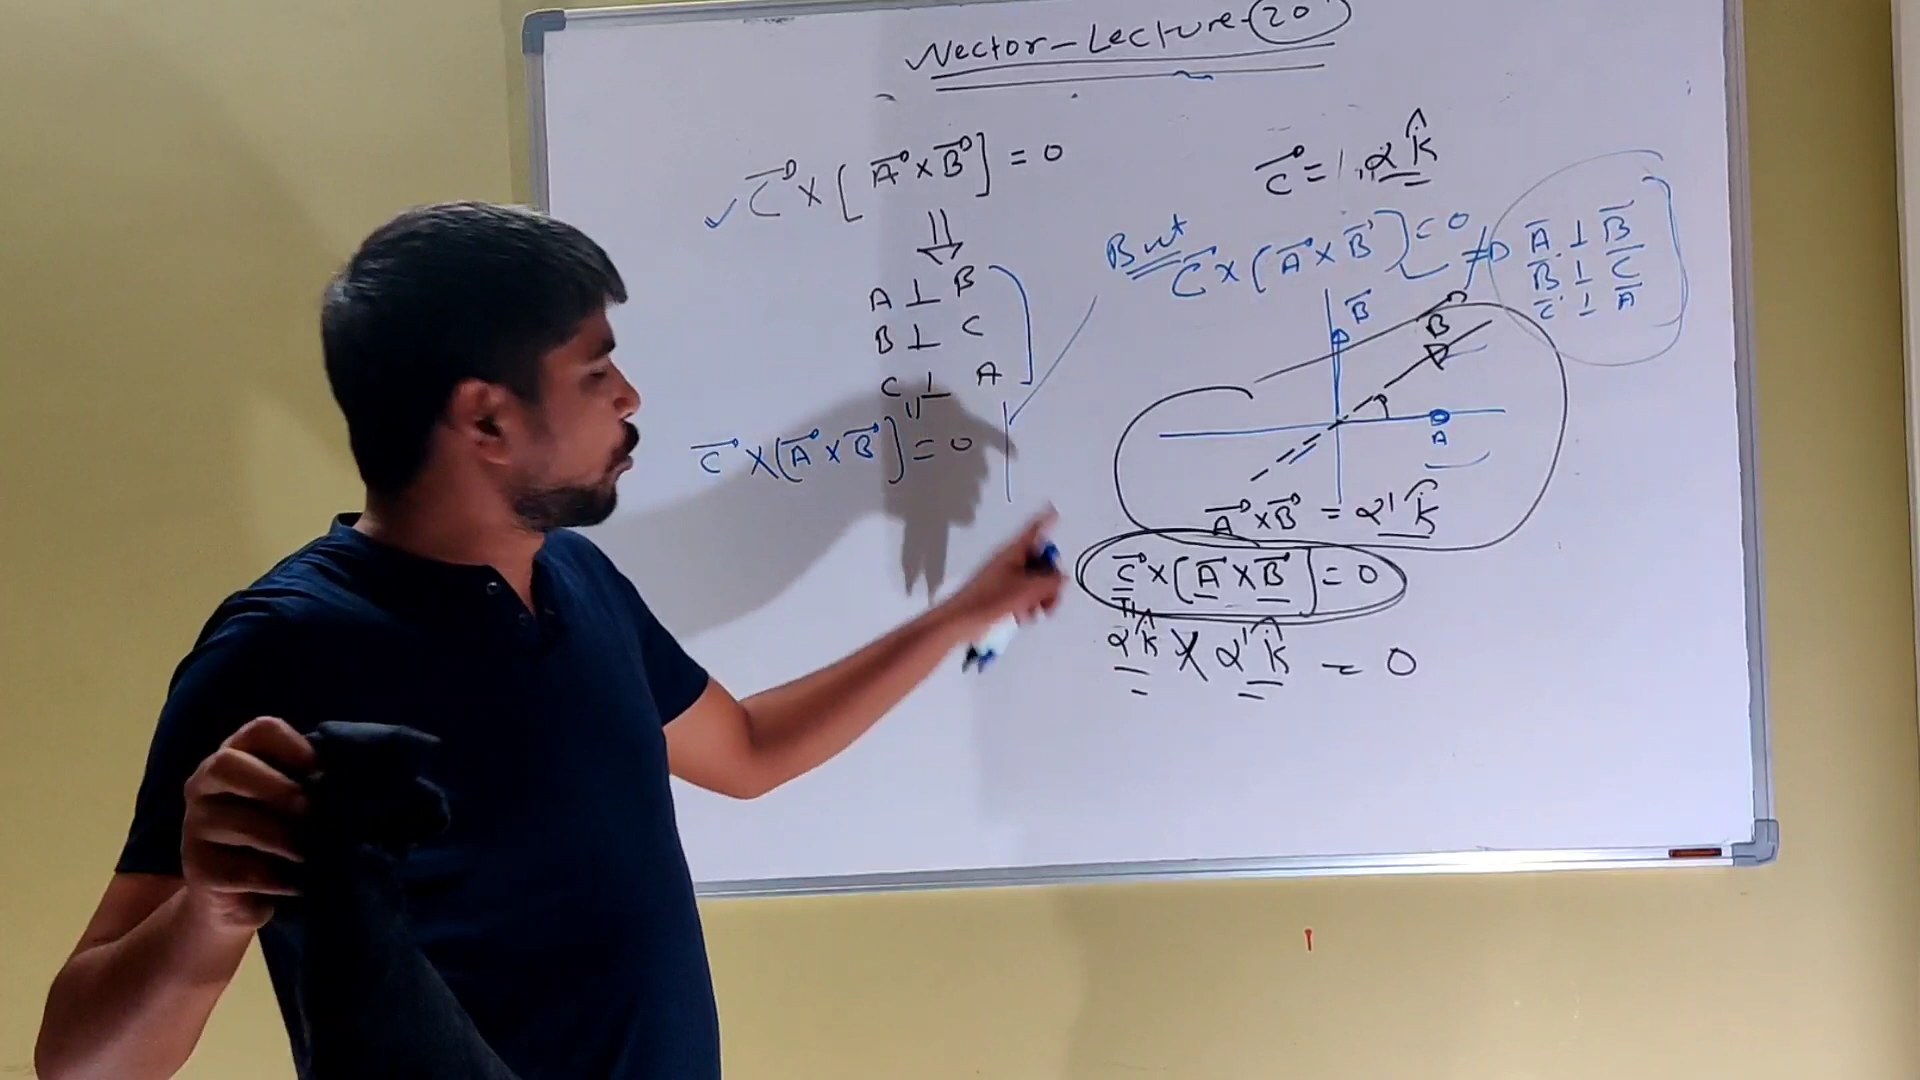 Vector-Lecture-20
C⃗ × [A⃗ × B⃗] = 0
⇓
A ⊥ B
B ⊥ C
C ⊥ A
⇓
C⃗ × (A⃗ × B⃗) = 0
C⃗ = α k̂
But C⃗ × (A⃗ × B⃗) = 0 ≠>
A̅ ⊥ B̅
B̅ ⊥ C̅
C̅ ⊥ A̅
B̅
B
A
A⃗ × B⃗ = α' k̂
C⃗ × [A⃗ × B⃗] = 0
α k̂ × α' k̂ = 0